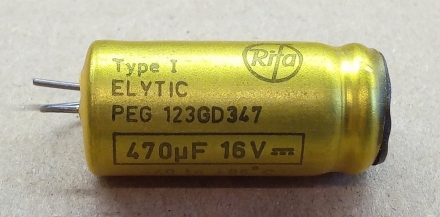 Rifa
Type I
ELYTIC
PEG 123GD347
470µF 16V⎓